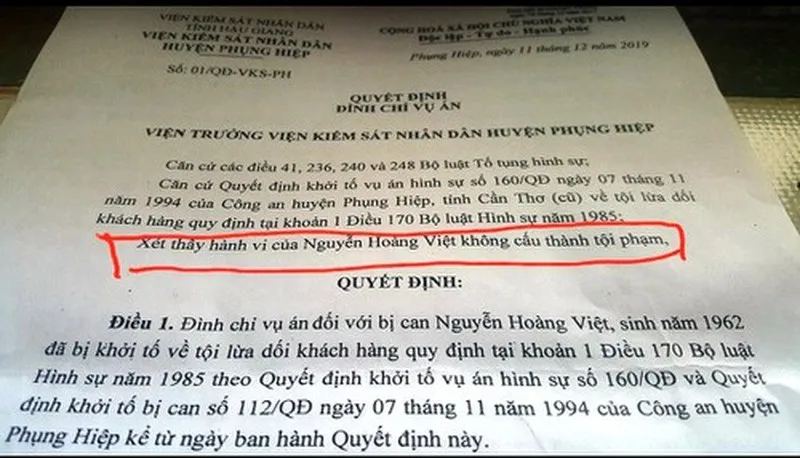 VIỆN KIỂM SÁT NHÂN DÂN
TỈNH HẬU GIANG
VIỆN KIỂM SÁT NHÂN DÂN
HUYỆN PHỤNG HIỆP
Số: 01/QĐ-VKS-PH
CỘNG HOÀ XÃ HỘI CHỦ NGHĨA VIỆT NAM
Độc lập - Tự do - Hạnh phúc
Phụng Hiệp, ngày 11 tháng 12 năm 2019
QUYẾT ĐỊNH
ĐÌNH CHỈ VỤ ÁN
VIỆN TRƯỞNG VIỆN KIỂM SÁT NHÂN DÂN HUYỆN PHỤNG HIỆP
Căn cứ các điều 41, 236, 240 và 248 Bộ luật Tố tụng hình sự;
Căn cứ Quyết định khởi tố vụ án hình sự số 160/QĐ ngày 07 tháng 11
năm 1994 của Công an huyện Phụng Hiệp, tỉnh Cần Thơ (cũ) về tội lừa dối
khách hàng quy định tại khoản 1 Điều 170 Bộ luật Hình sự năm 1985;
Xét thấy hành vi của Nguyễn Hoàng Việt không cấu thành tội phạm,
QUYẾT ĐỊNH:
Điều 1. Đình chỉ vụ án đối với bị can Nguyễn Hoàng Việt, sinh năm 1962
đã bị khởi tố về tội lừa dối khách hàng quy định tại khoản 1 Điều 170 Bộ luật
Hình sự năm 1985 theo Quyết định khởi tố vụ án hình sự số 160/QĐ và Quyết
định khởi tố bị can số 112/QĐ ngày 07 tháng 11 năm 1994 của Công an huyện
Phụng Hiệp kể từ ngày ban hành Quyết định này.